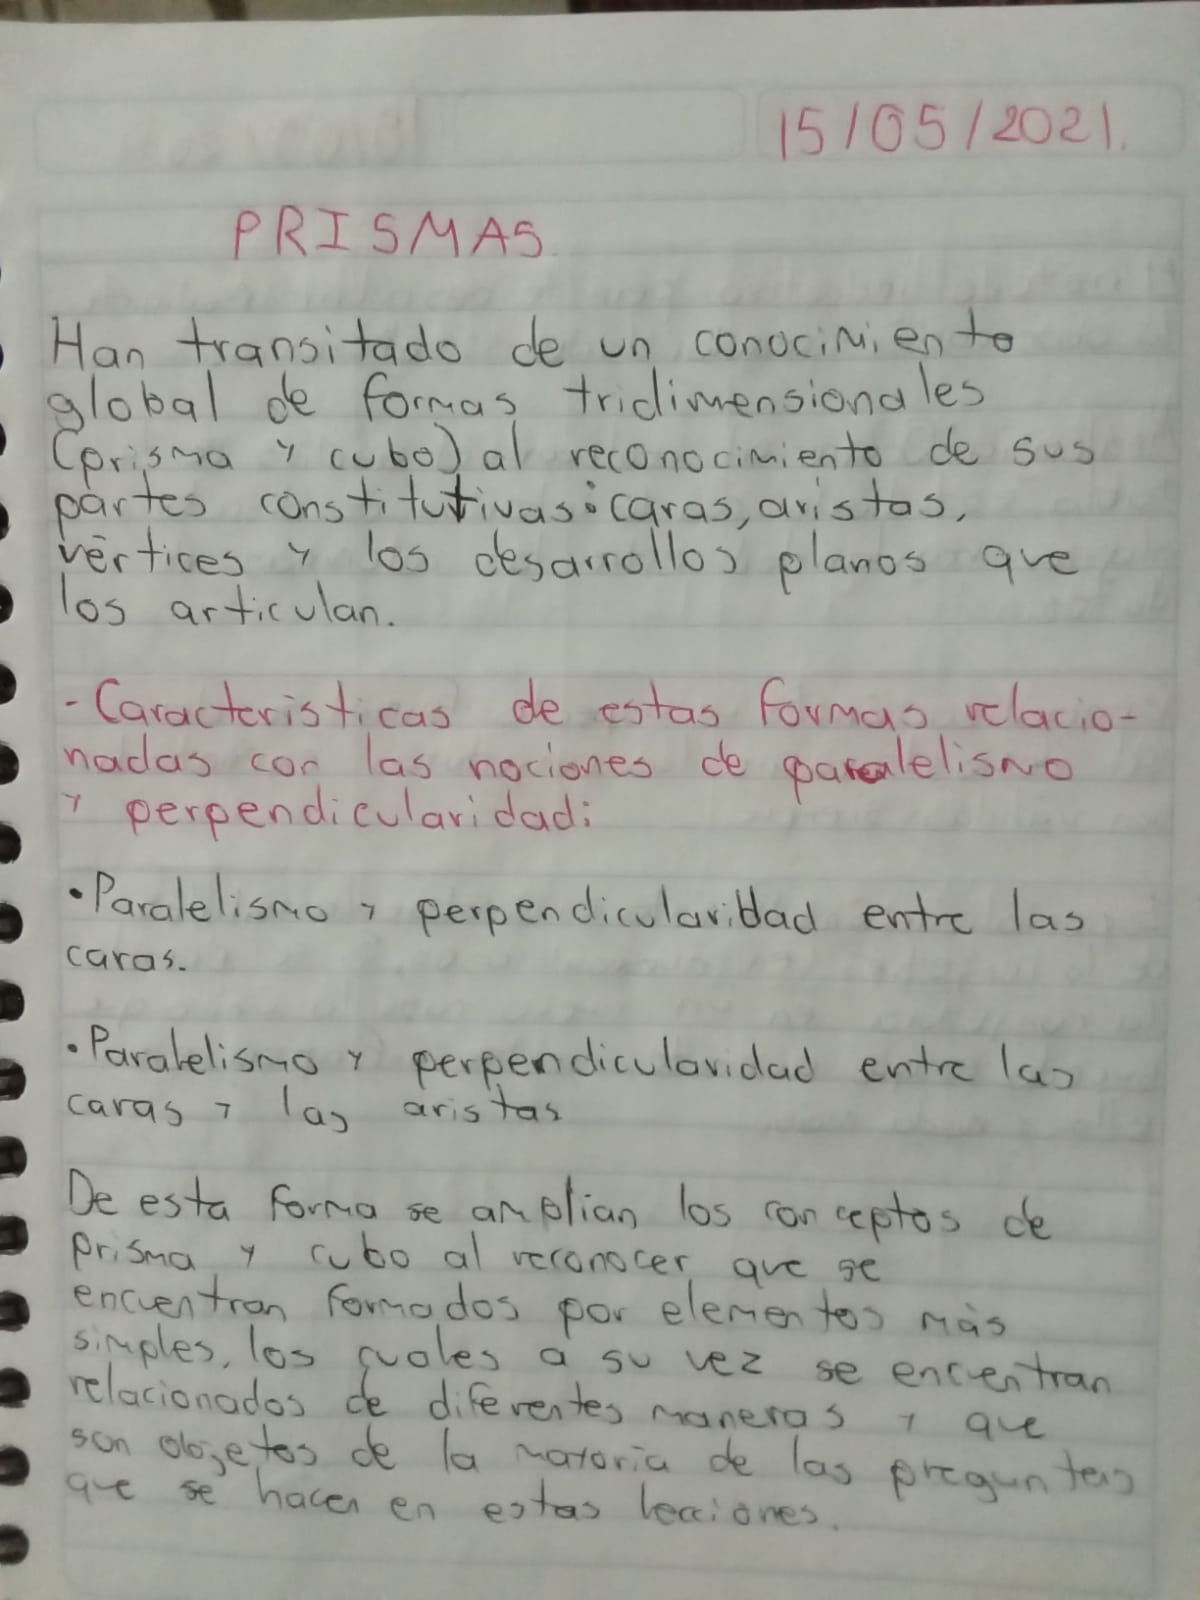 15/05/2021.
PRISMAS.
Han transitado de un conocimiento
global de formas tridimensionales
(prisma y cubo) al reconocimiento de sus
partes constitutivas: caras, aristas,
vértices y los desarrollos planos que
los articulan.
- Características de estas formas relacio-
nadas con las nociones de paralelismo
y perpendicularidad:
• Paralelismo y perpendicularidad entre las
caras.
• Paralelismo y perpendicularidad entre las
caras y las aristas
De esta forma se amplian los conceptos de
prisma y cubo al reconocer que se
encuentran formados por elementos más
simples, los cuales a su vez se encuentran
relacionados de diferentes maneras y que
son objetos de la mayoria de las preguntas
que se hacen en estas lecciones.